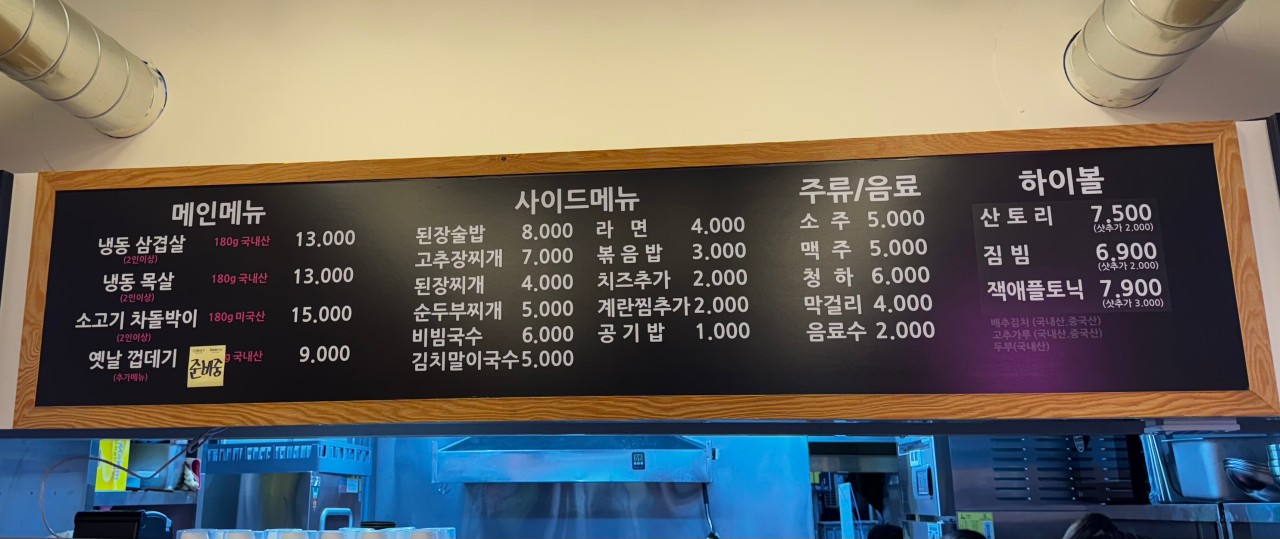 메인메뉴
냉동 삼겹살 180g 국내산 13.000
(2인이상)
냉동 목살 180g 국내산 13.000
(2인이상)
소고기 차돌박이 180g 미국산 15.000
(2인이상)
옛날 껍데기 국내산 9.000
(추가메뉴)
준비중
사이드메뉴
된장술밥 8.000
고추장찌개 7.000
된장찌개 4.000
순두부찌개 5.000
비빔국수 6.000
김치말이국수 5.000
라 면 4.000
볶음밥 3.000
치즈추가 2.000
계란찜추가 2.000
공기밥 1.000
주류/음료
소 주 5.000
맥 주 5.000
청 하 6.000
막걸리 4.000
음료수 2.000
하이볼
산토리 7.500
(샷추가 2.000)
짐빔 6,900
(샷추가 2.000)
잭애플토닉 7.900
(샷추가 3.000)
배추김치 (국내산,중국산)
고추가루 (국내산,중국산)
두부(국내산)